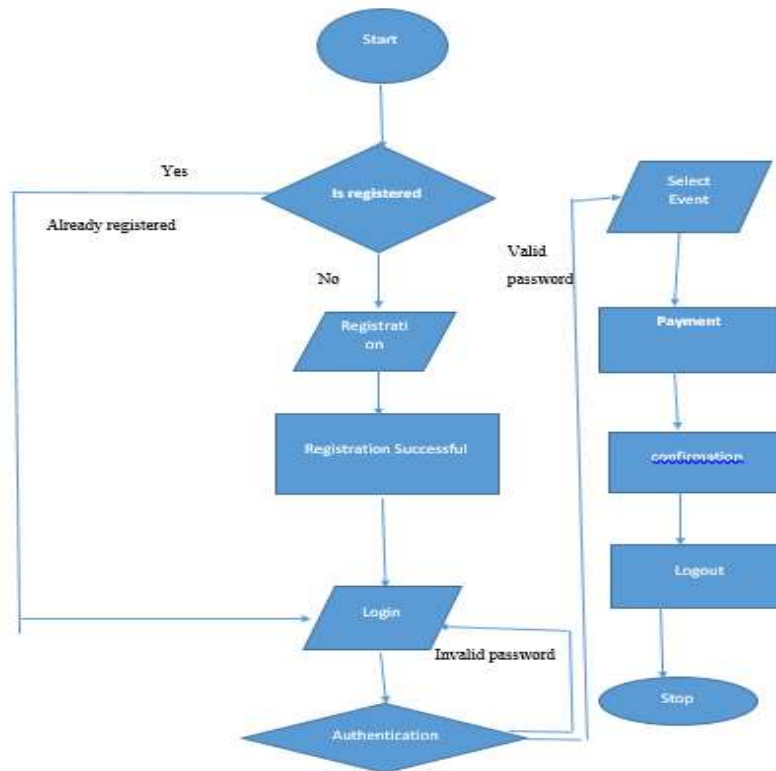 Start
Yes
Is registered
Already registered
No
Registrati
on
Registration Successful
Login
Invalid password
Authentication
Valid
password
Select
Event
Payment
confirmation
Logout
Stop